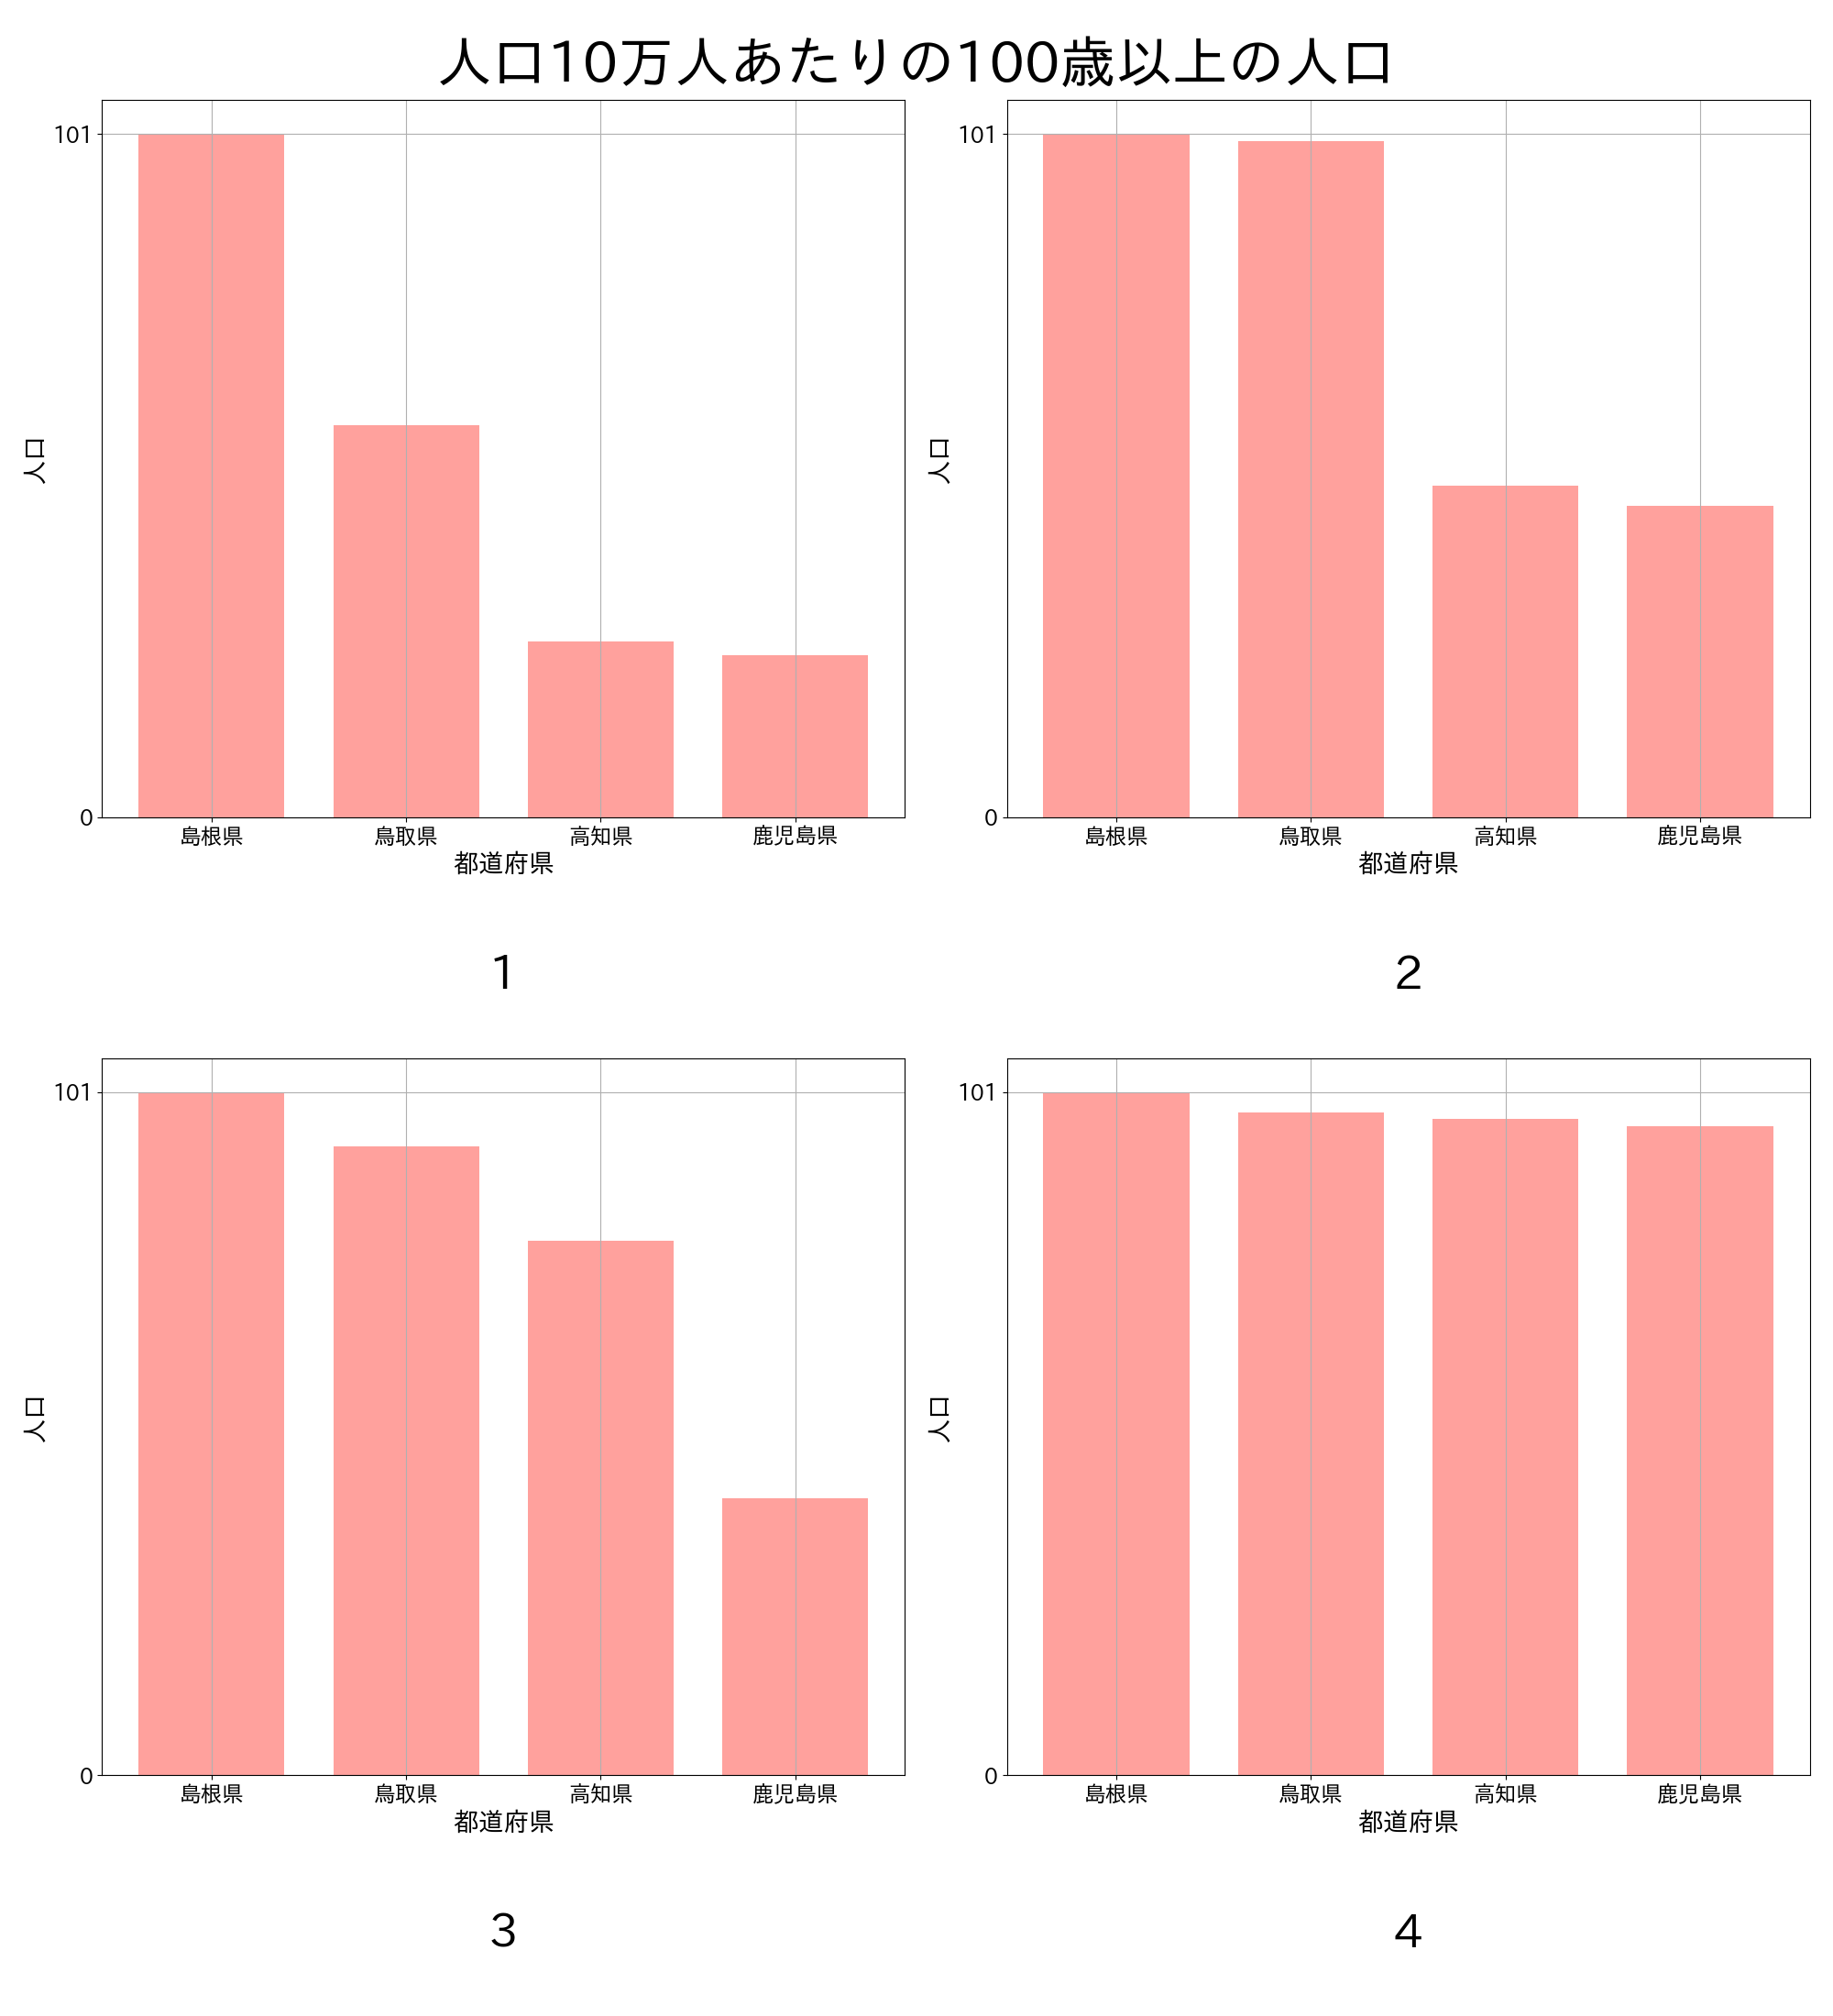 人口10万人あたりの100歳以上の人口
101
0
人口
島根県 鳥取県 高知県 鹿児島県
都道府県
1
101
0
人口
島根県 鳥取県 高知県 鹿児島県
都道府県
2
101
0
人口
島根県 鳥取県 高知県 鹿児島県
都道府県
3
101
0
人口
島根県 鳥取県 高知県 鹿児島県
都道府県
4